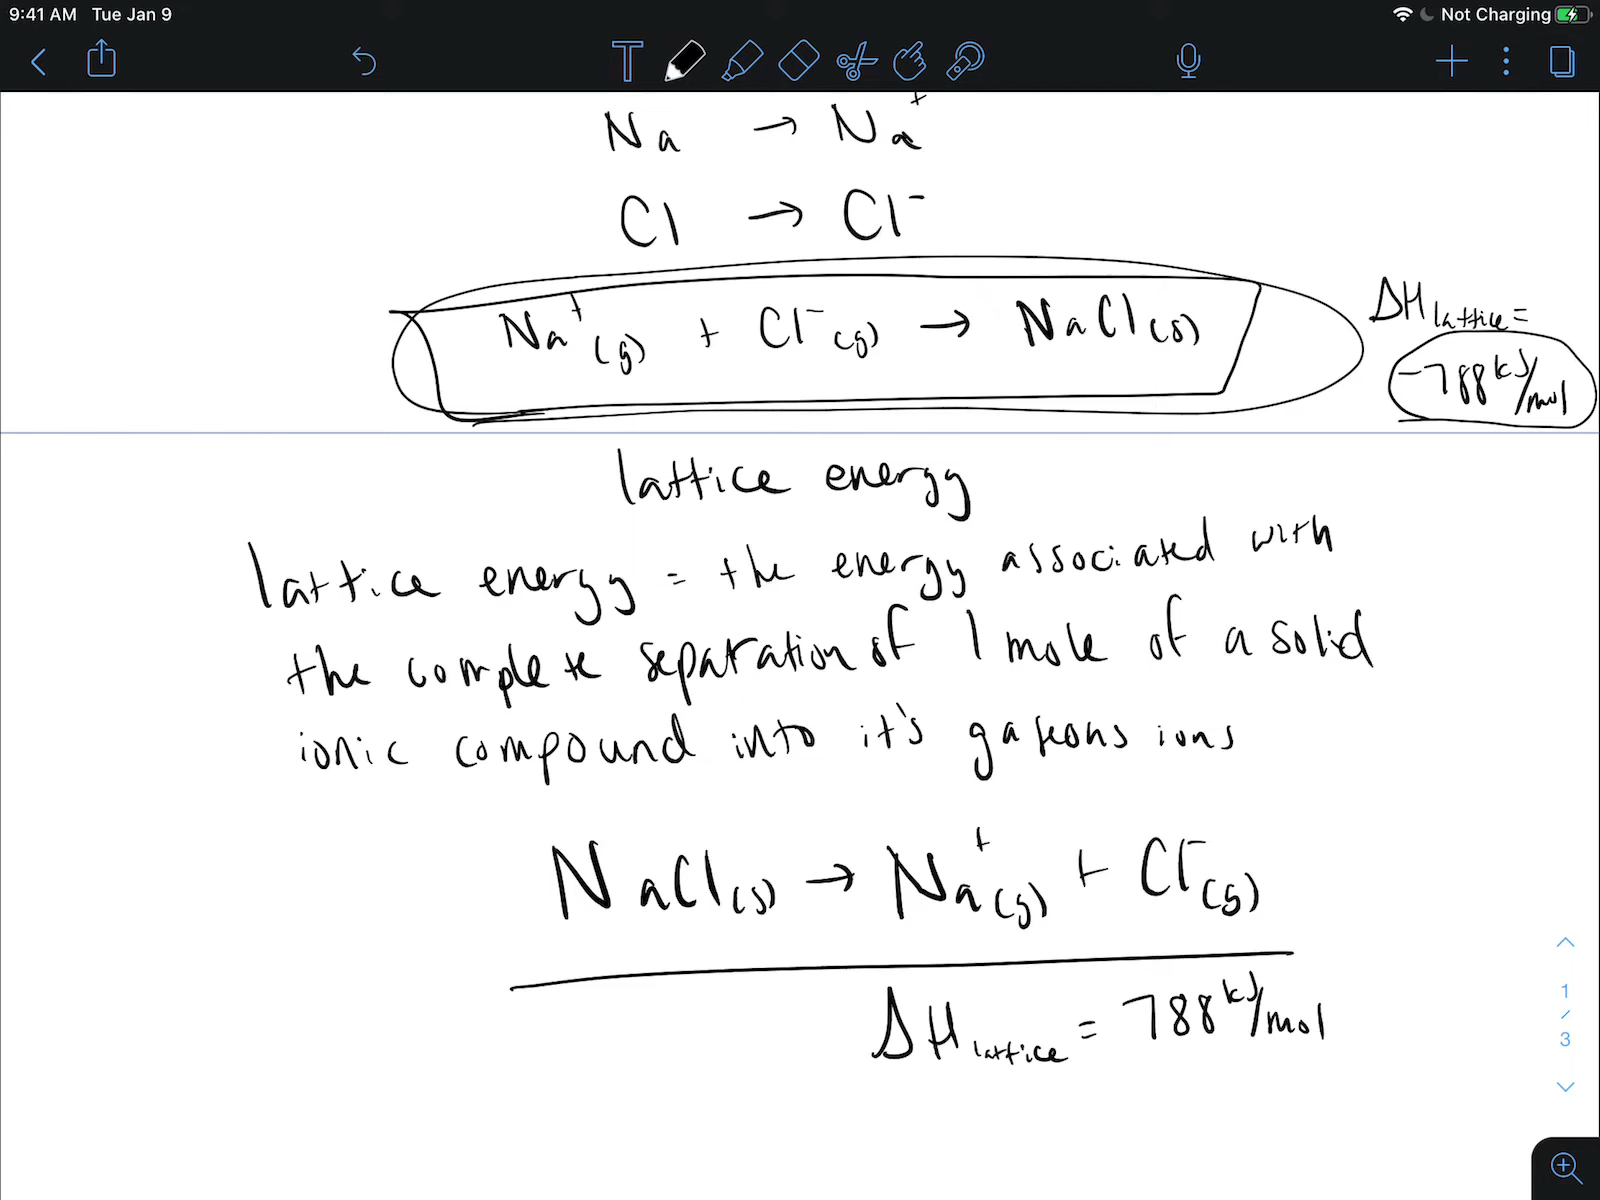 9:41 AM Tue Jan 9
Not Charging
T
Na → Na⁺
Cl → Cl⁻
Na⁺(g) + Cl⁻(g) → NaCl(s)
ΔH lattice =
-788 kJ/mol
lattice energy
lattice energy = the energy associated with
the complete separation of 1 mole of a solid
ionic compound into it's gaseous ions
NaCl(s) → Na⁺(g) + Cl⁻(g)
ΔH lattice = 788 kJ/mol
1
/
3